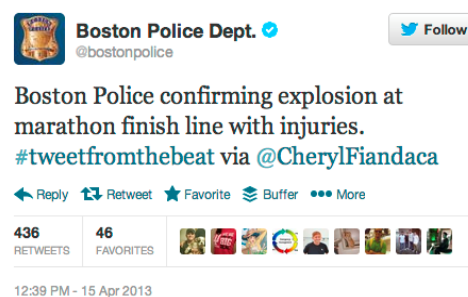 Boston Police Dept.
Follow
@bostonpolice
Boston Police confirming explosion at
marathon finish line with injuries.
#tweetfromthebeat via @CherylFiandaca
Reply Retweet Favorite Buffer More
436 46
RETWEETS FAVORITES
12:39 PM - 15 Apr 2013